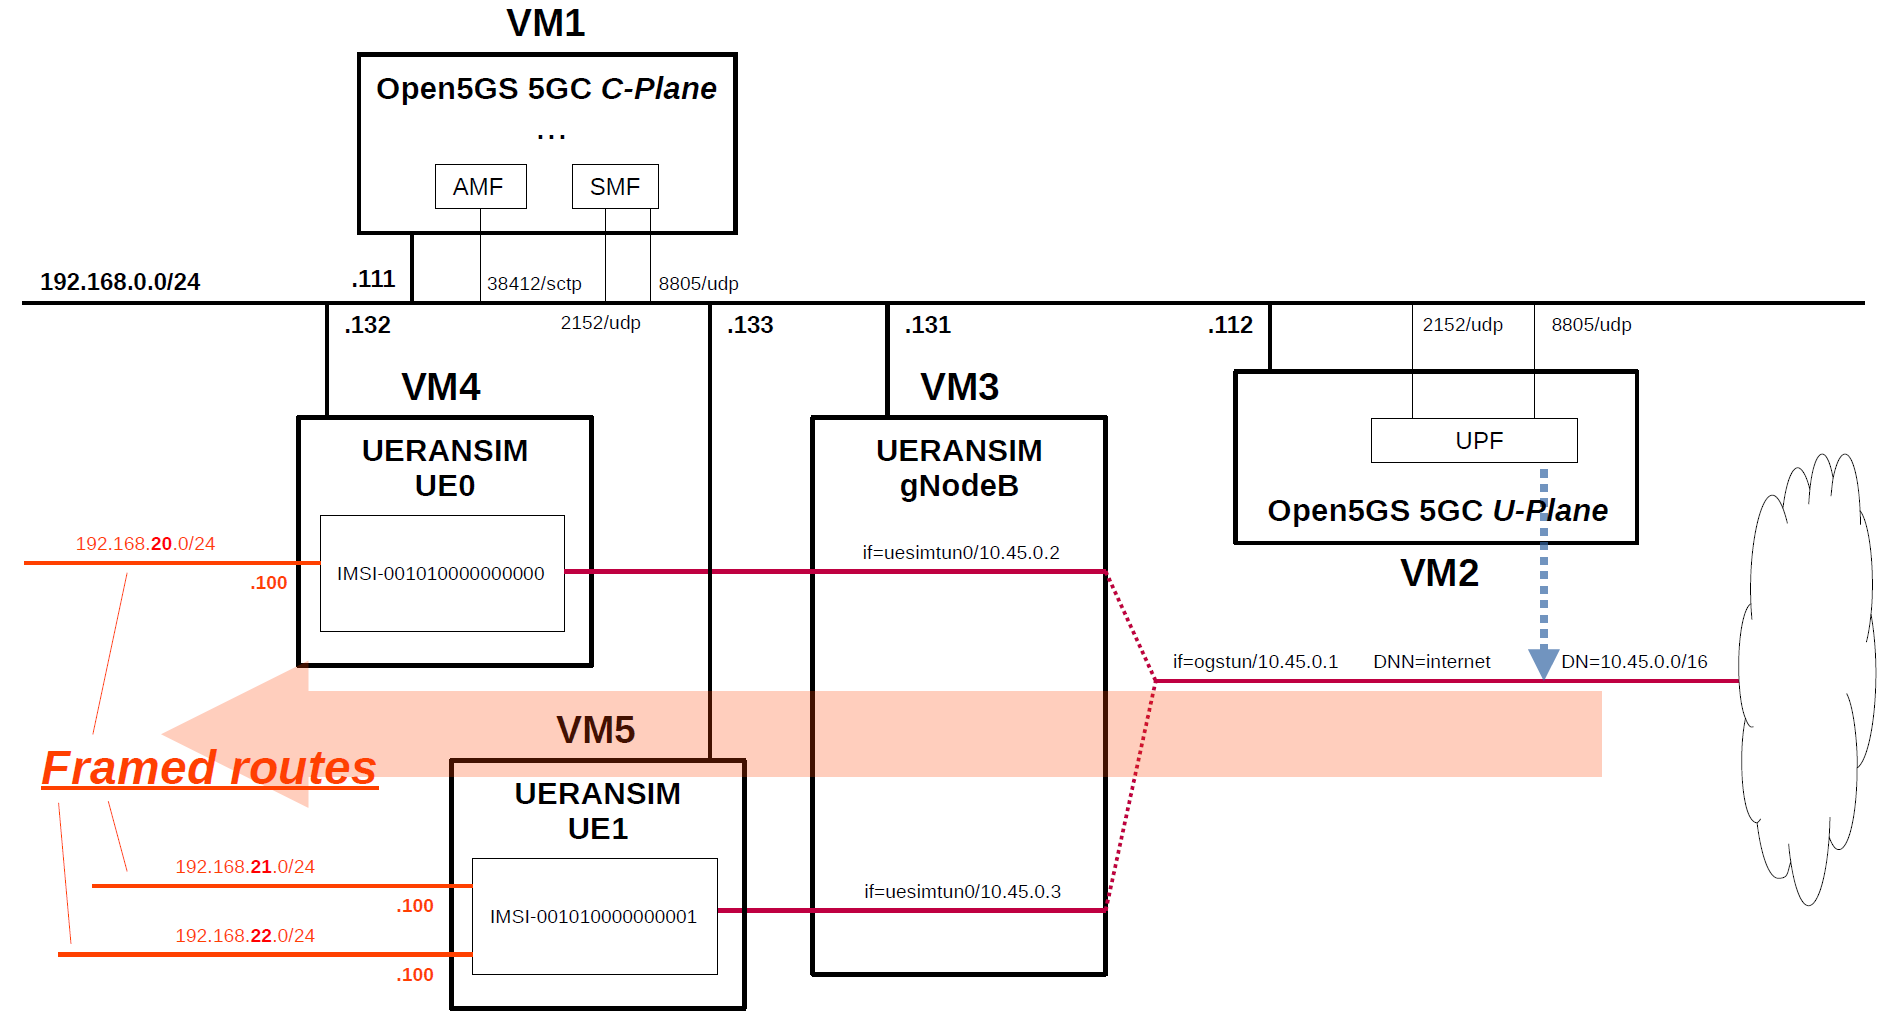 VM1
Open5GS 5GC C-Plane
...
AMF
SMF
192.168.0.0/24
.111
38412/sctp
8805/udp
.132
2152/udp
.133
.131
.112
2152/udp
8805/udp
VM4
VM3
UERANSIM
UE0
UERANSIM
gNodeB
UPF
Open5GS 5GC U-Plane
VM2
192.168.20.0/24
.100
IMSI-001010000000000
if=uesimtun0/10.45.0.2
if=ogstun/10.45.0.1
DNN=internet
DN=10.45.0.0/16
VM5
Framed routes
UERANSIM
UE1
192.168.21.0/24
.100
192.168.22.0/24
.100
IMSI-001010000000001
if=uesimtun0/10.45.0.3